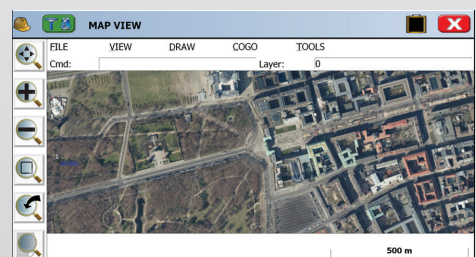 MAP VIEW
FILE VIEW DRAW COGO TOOLS
Cmd: Layer: 0
500 m